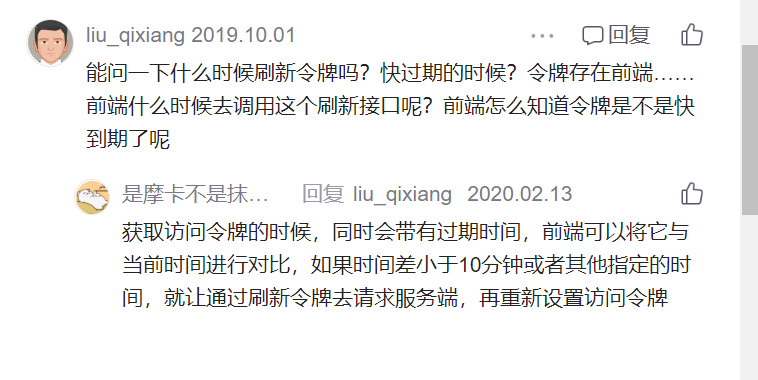 liu_qixiang 2019.10.01 ... 回复
能问一下什么时候刷新令牌吗？快过期的时候？令牌存在前端……
前端什么时候去调用这个刷新接口呢？前端怎么知道令牌是不是快
到期了呢
是摩卡不是抹... 回复 liu_qixiang 2020.02.13
获取访问令牌的时候，同时会带有过期时间，前端可以将它与
当前时间进行对比，如果时间差小于10分钟或者其他指定的时
间，就让通过刷新令牌去请求服务端，再重新设置访问令牌